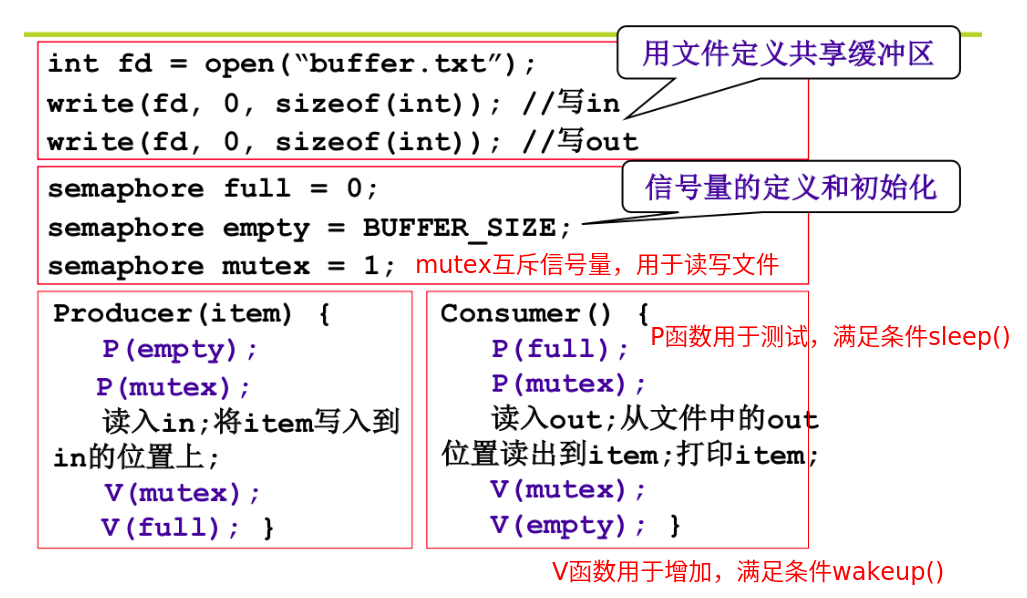 用文件定义共享缓冲区
int fd = open(“buffer.txt”);
write(fd, 0, sizeof(int)); //写in
write(fd, 0, sizeof(int)); //写out
信号量的定义和初始化
semaphore full = 0;
semaphore empty = BUFFER_SIZE;
semaphore mutex = 1; mutex互斥信号量，用于读写文件
Producer(item) {
P(empty);
P(mutex);
读入in;将item写入到
in的位置上;
V(mutex);
V(full); }
Consumer() {
P函数用于测试，满足条件sleep()
P(full);
P(mutex);
读入out;从文件中的out
位置读出到item;打印item;
V(mutex);
V(empty); }
V函数用于增加，满足条件wakeup()